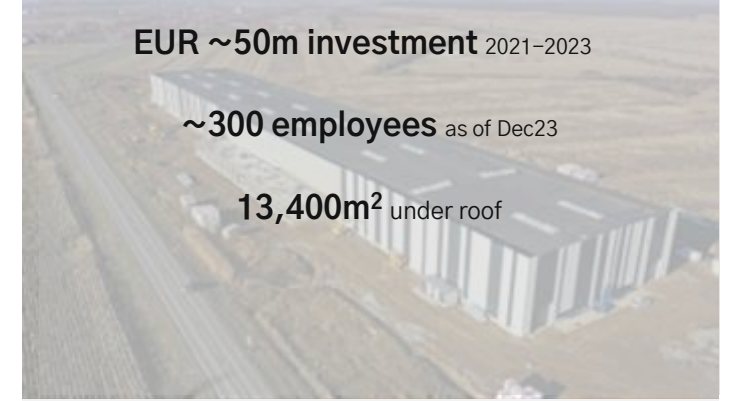 EUR ~50m investment 2021–2023
~300 employees as of Dec23
13,400m² under roof